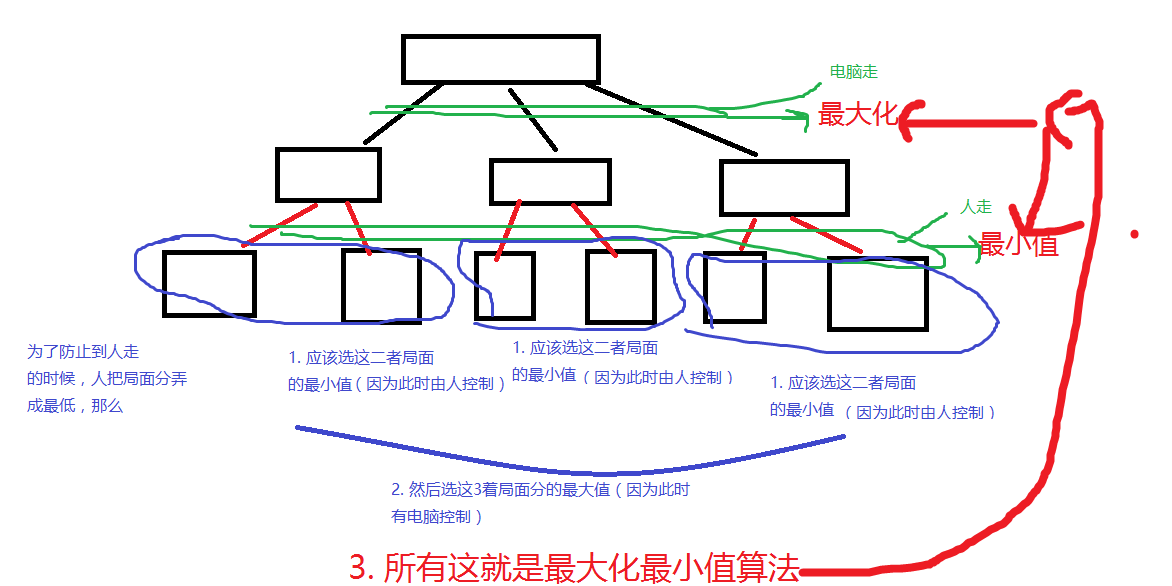 电脑走
最大化
人走
最小值
为了防止到人走
的时候，人把局面分弄
成最低，那么
1. 应该选这二者局面
的最小值（因为此时由人控制）
1. 应该选这二者局面
的最小值（因为此时由人控制）
1. 应该选这二者局面
的最小值（因为此时由人控制）
2. 然后选这3着局面分的最大值（因为此时
有电脑控制）
3. 所有这就是最大化最小值算法